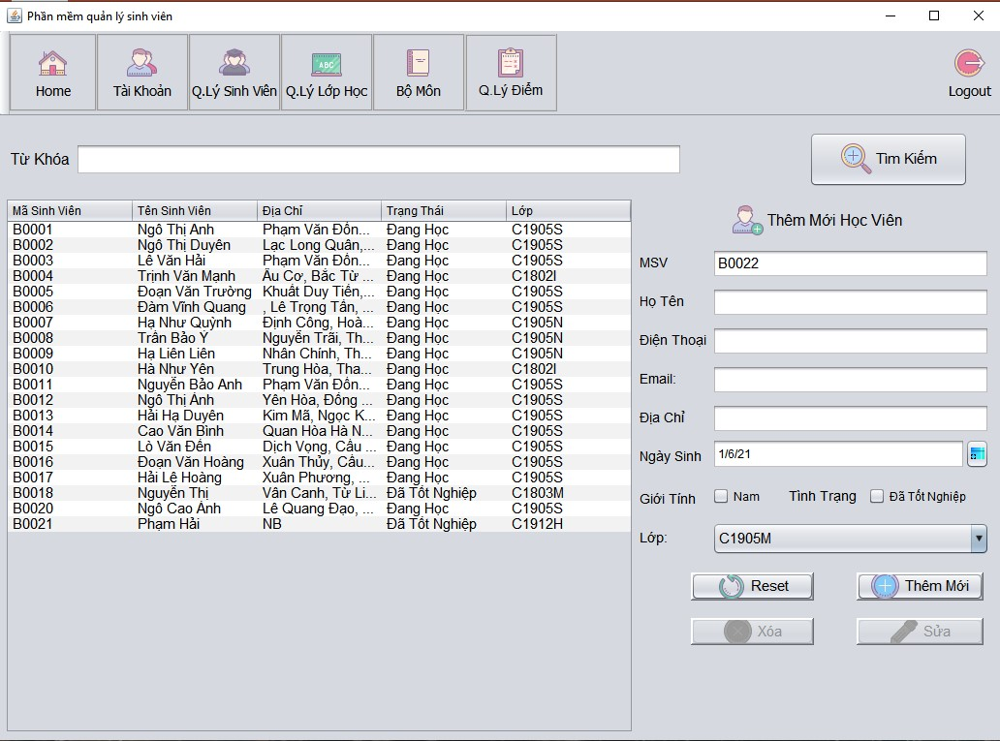 Phần mềm quản lý sinh viên
Home Tài Khoản Q.Lý Sinh Viên Q.Lý Lớp Học Bộ Môn Q.Lý Điểm Logout
ABC
Từ Khóa Tìm Kiếm
Mã Sinh Viên Tên Sinh Viên Địa Chỉ Trạng Thái Lớp
B0001 Ngô Thị Anh Phạm Văn Đồn... Đang Học C1905S
B0002 Ngô Thị Duyên Lạc Long Quân,... Đang Học C1905S
B0003 Lê Văn Hải Phạm Văn Đồn... Đang Học C1905S
B0004 Trịnh Văn Mạnh Âu Cơ, Bắc Từ ... Đang Học C1802I
B0005 Đoạn Văn Trường Khuất Duy Tiến,... Đang Học C1905S
B0006 Đàm Vĩnh Quang , Lê Trọng Tấn, ... Đang Học C1905S
B0007 Hạ Như Quỳnh Định Công, Hoà... Đang Học C1905N
B0008 Trần Bảo Ý Nguyễn Trãi, Th... Đang Học C1905N
B0009 Hạ Liên Liên Nhân Chính, Th... Đang Học C1905N
B0010 Hà Như Yên Trung Hòa, Tha... Đang Học C1802I
B0011 Nguyễn Bảo Anh Phạm Văn Đồn... Đang Học C1905S
B0012 Ngô Thị Ánh Yên Hòa, Đồng ... Đang Học C1905S
B0013 Hải Hạ Duyên Kim Mã, Ngọc K... Đang Học C1905S
B0014 Cao Văn Bình Quan Hòa Hà N... Đang Học C1905S
B0015 Lò Văn Đến Dịch Vọng, Cầu ... Đang Học C1905S
B0016 Đoạn Văn Hoàng Xuân Thủy, Cầu... Đang Học C1905S
B0017 Hải Lê Hoàng Xuân Phương, ... Đang Học C1905S
B0018 Nguyễn Thị Vân Canh, Từ Li... Đã Tốt Nghiệp C1803M
B0020 Ngô Cao Ánh Lê Quang Đạo, ... Đang Học C1905S
B0021 Phạm Hải NB Đã Tốt Nghiệp C1912H
Thêm Mới Học Viên
MSV B0022
Họ Tên
Điện Thoại
Email:
Địa Chỉ
Ngày Sinh 1/6/21
Giới Tính Nam Tình Trạng Đã Tốt Nghiệp
Lớp: C1905M
Reset Thêm Mới
Xóa Sửa